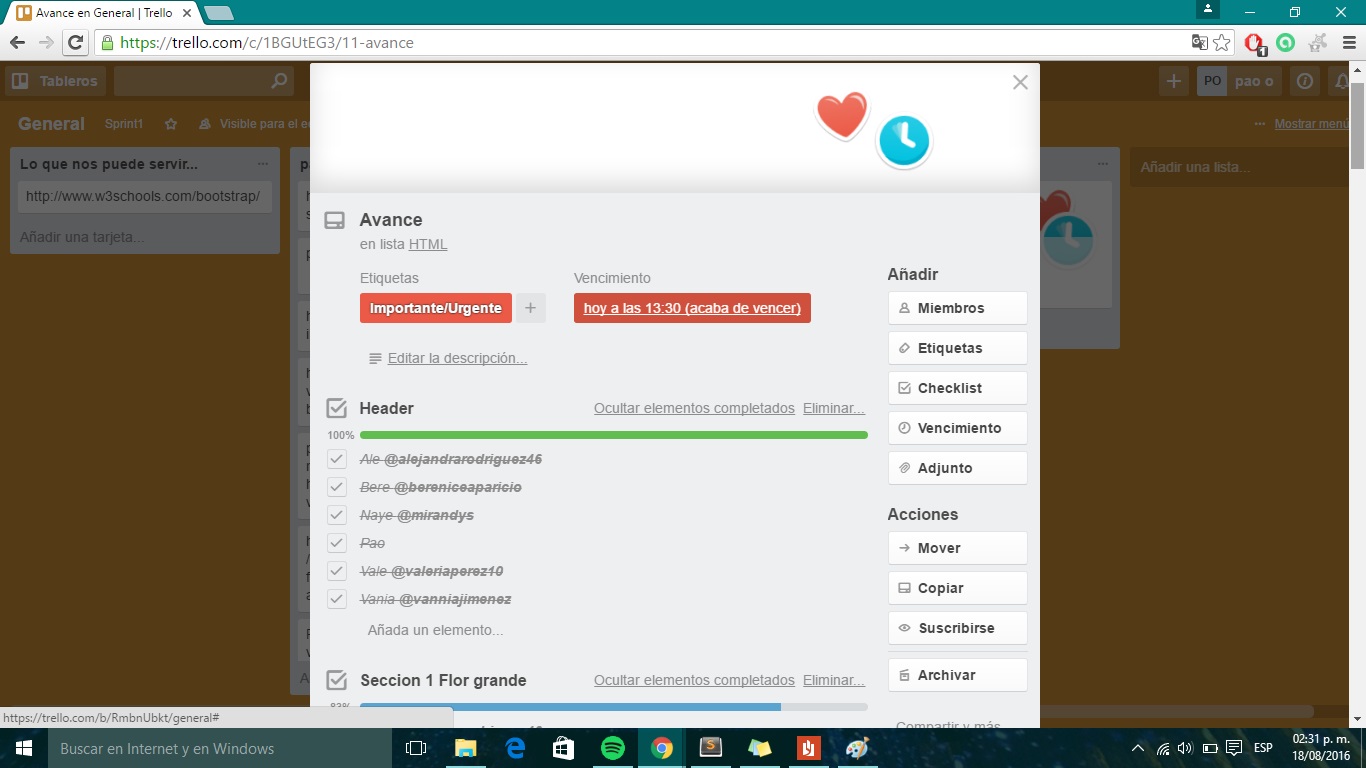 Avance en General | Trello
https://trello.com/c/1BGUtEG3/11-avance
1
Tableros
PO pao o
General Sprint1 Visible para el e
Mostrar menú
Lo que nos puede servir...
http://www.w3schools.com/bootstrap/
Añadir una tarjeta...
Añadir una lista...
Avance
en lista HTML
Etiquetas Vencimiento
Importante/Urgente + hoy a las 13:30 (acaba de vencer)
Editar la descripción...
Header Ocultar elementos completados Eliminar...
100%
Ale @alejandrarodriguez46
Bere @bereniceaparicio
Naye @mirandys
Pao
Vale @valeriaperez10
Vania @vanniajimenez
Añada un elemento...
Seccion 1 Flor grande Ocultar elementos completados Eliminar...
83%
Añadir
Miembros
Etiquetas
Checklist
Vencimiento
Adjunto
Acciones
Mover
Copiar
Suscribirse
Archivar
Compartir y más
https://trello.com/b/RmbnUbkt/general#
Buscar en Internet y en Windows
ESP
02:31 p. m.
18/08/2016